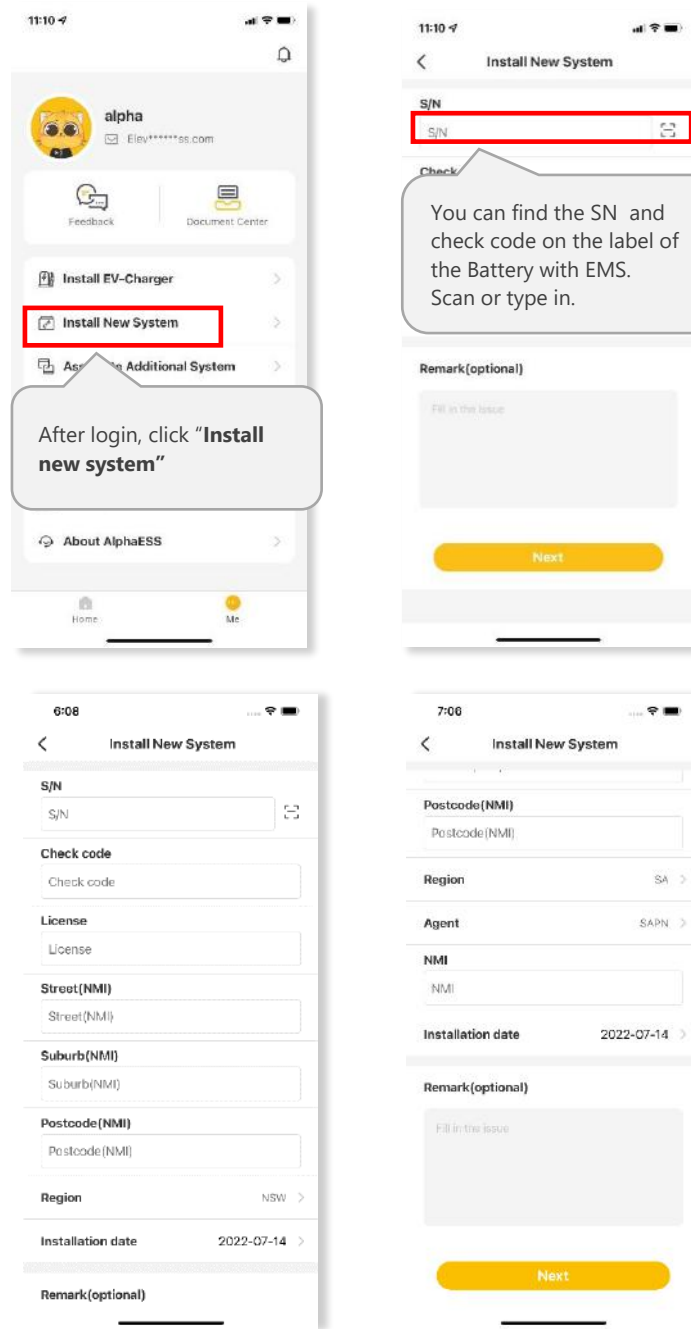 11:10
alpha
Elev******ss.com
Feedback
Document Center
Install EV-Charger
Install New System
Additional System
After login, click “Install
new system”
About AlphaESS
Home
Me
11:10
Install New System
S/N
S/N
Check
You can find the SN and
check code on the label of
the Battery with EMS.
Scan or type in.
Remark(optional)
Fill in the issue
Next
6:08
Install New System
S/N
S/N
Check code
Check code
License
License
Street(NMI)
Street(NMI)
Suburb(NMI)
Suburb(NMI)
Postcode(NMI)
Postcode(NMI)
Region NSW
Installation date 2022-07-14
Remark(optional)
7:06
Install New System
Postcode(NMI)
Postcode(NMI)
Region SA
Agent SAPN
NMI
NMI
Installation date 2022-07-14
Remark(optional)
Fill in the issue
Next